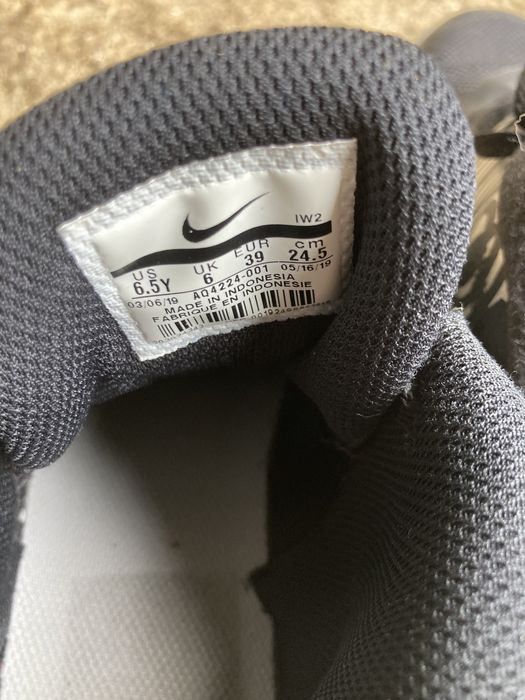 IW2
US UK EUR cm
6.5Y 6 39 24.5
03/06/19 AQ4224-001 05/16/19
MADE IN INDONESIA
FABRIQUE EN INDONESIE